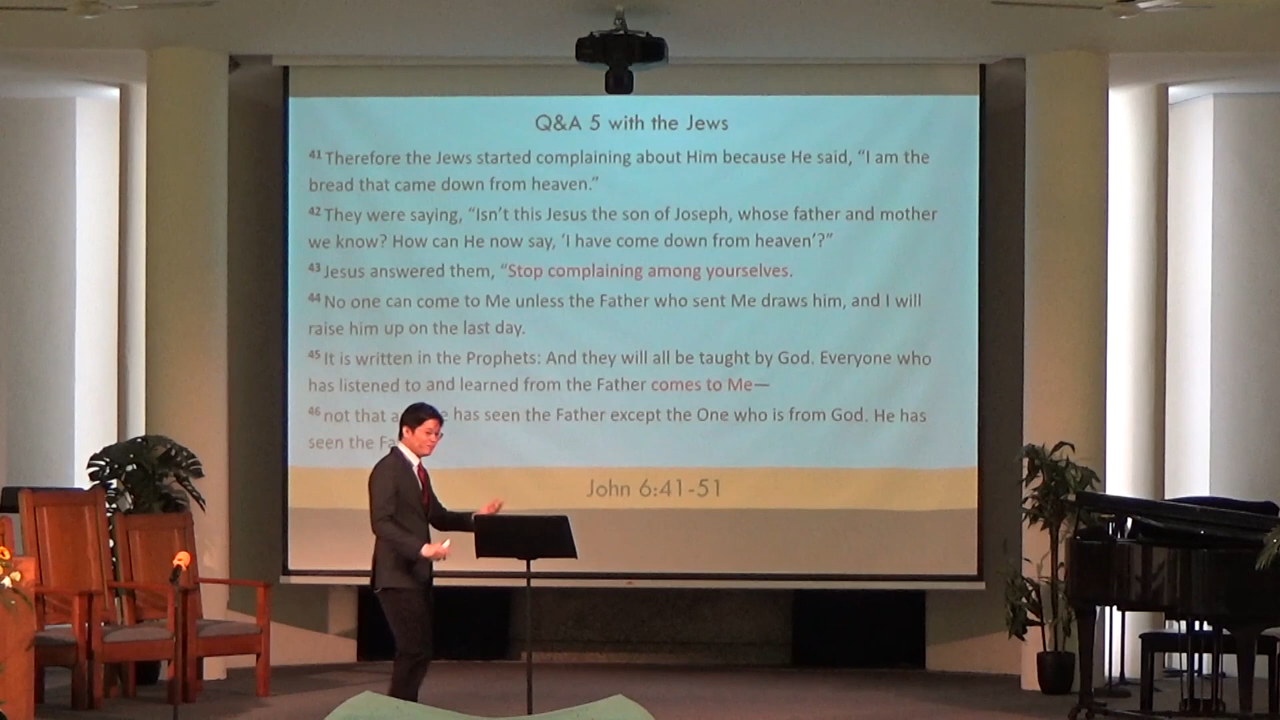 Q&A 5 with the Jews
41 Therefore the Jews started complaining about Him because He said, “I am the
bread that came down from heaven.”
42 They were saying, “Isn’t this Jesus the son of Joseph, whose father and mother
we know? How can He now say, ‘I have come down from heaven’?”
43 Jesus answered them, “Stop complaining among yourselves.
44 No one can come to Me unless the Father who sent Me draws him, and I will
raise him up on the last day.
45 It is written in the Prophets: And they will all be taught by God. Everyone who
has listened to and learned from the Father comes to Me—
46 not that has seen the Father except the One who is from God. He has
seen the
John 6:41-51